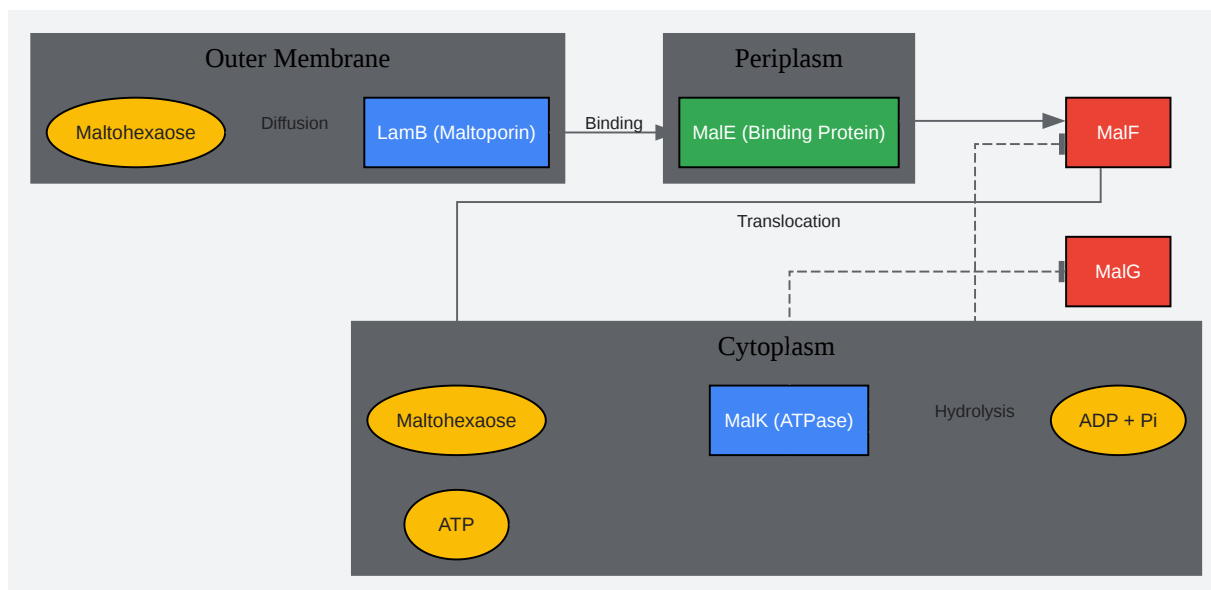 Outer Membrane
Periplasm
Maltohexaose
Diffusion
LamB (Maltoporin)
Binding
MalE (Binding Protein)
MalF
Translocation
MalG
Cytoplasm
Maltohexaose
MalK (ATPase)
Hydrolysis
ADP + Pi
ATP